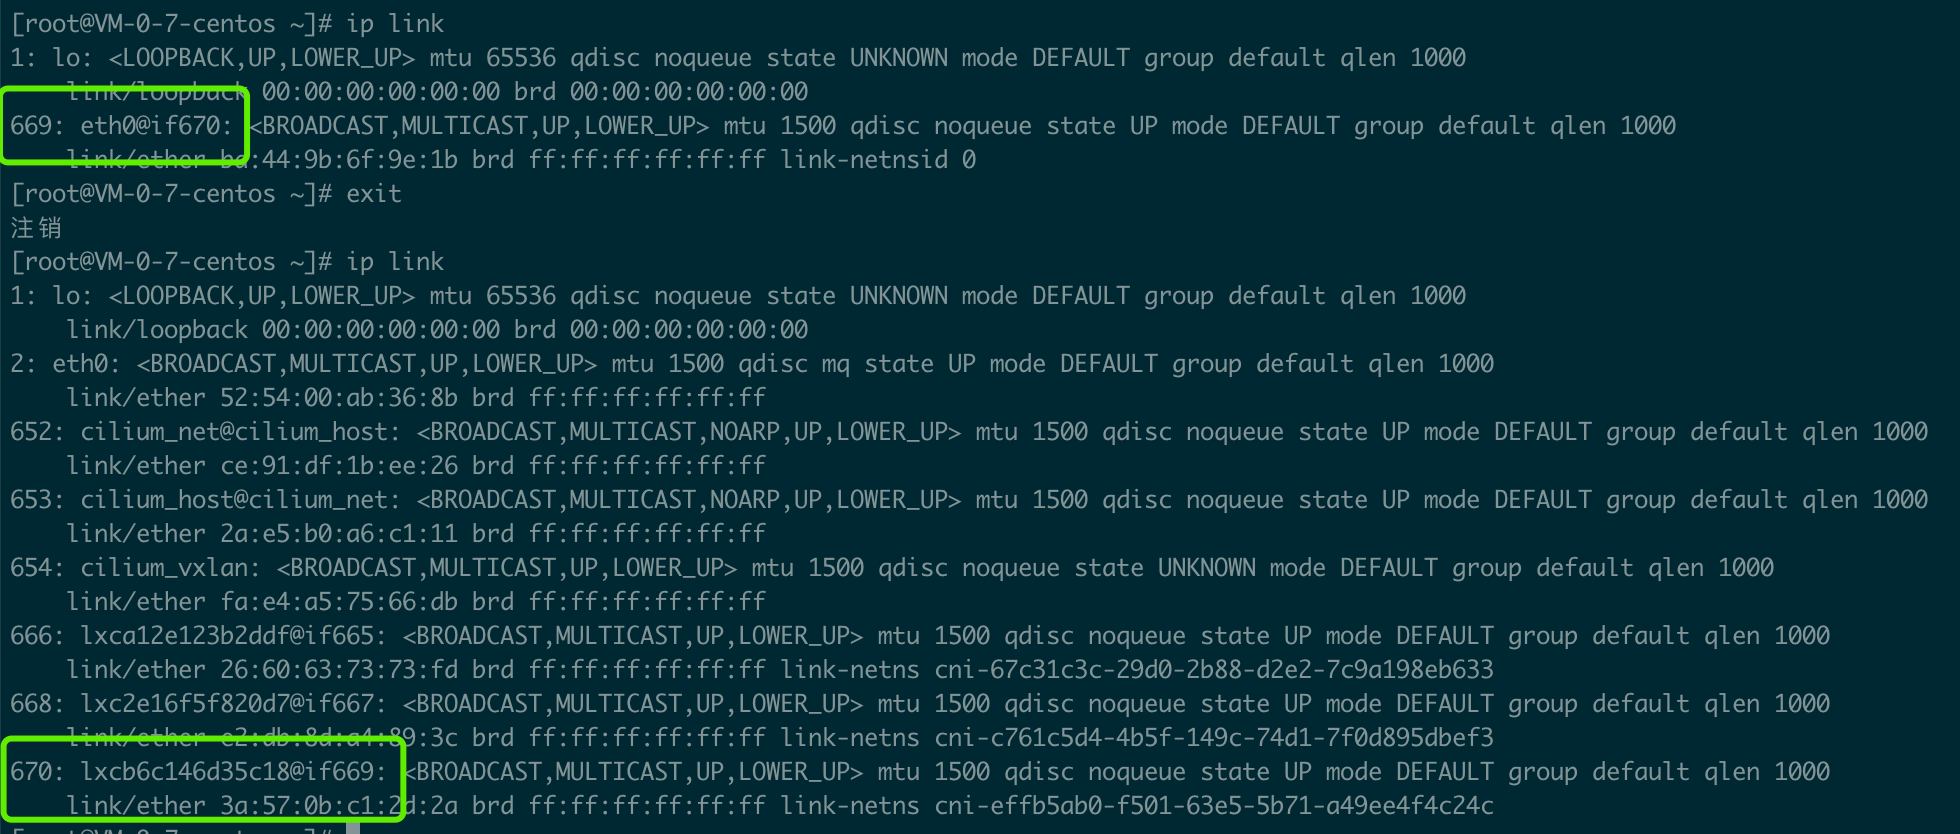 [root@VM-0-7-centos ~]# ip link
1: lo: <LOOPBACK,UP,LOWER_UP> mtu 65536 qdisc noqueue state UNKNOWN mode DEFAULT group default qlen 1000
    link/loopback 00:00:00:00:00:00 brd 00:00:00:00:00:00
669: eth0@if670: <BROADCAST,MULTICAST,UP,LOWER_UP> mtu 1500 qdisc noqueue state UP mode DEFAULT group default qlen 1000
    link/ether ba:44:9b:6f:9e:1b brd ff:ff:ff:ff:ff:ff link-netnsid 0
[root@VM-0-7-centos ~]# exit
注销
[root@VM-0-7-centos ~]# ip link
1: lo: <LOOPBACK,UP,LOWER_UP> mtu 65536 qdisc noqueue state UNKNOWN mode DEFAULT group default qlen 1000
    link/loopback 00:00:00:00:00:00 brd 00:00:00:00:00:00
2: eth0: <BROADCAST,MULTICAST,UP,LOWER_UP> mtu 1500 qdisc mq state UP mode DEFAULT group default qlen 1000
    link/ether 52:54:00:ab:36:8b brd ff:ff:ff:ff:ff:ff
652: cilium_net@cilium_host: <BROADCAST,MULTICAST,NOARP,UP,LOWER_UP> mtu 1500 qdisc noqueue state UP mode DEFAULT group default qlen 1000
    link/ether ce:91:df:1b:ee:26 brd ff:ff:ff:ff:ff:ff
653: cilium_host@cilium_net: <BROADCAST,MULTICAST,NOARP,UP,LOWER_UP> mtu 1500 qdisc noqueue state UP mode DEFAULT group default qlen 1000
    link/ether 2a:e5:b0:a6:c1:11 brd ff:ff:ff:ff:ff:ff
654: cilium_vxlan: <BROADCAST,MULTICAST,UP,LOWER_UP> mtu 1500 qdisc noqueue state UNKNOWN mode DEFAULT group default qlen 1000
    link/ether fa:e4:a5:75:66:db brd ff:ff:ff:ff:ff:ff
666: lxca12e123b2ddf@if665: <BROADCAST,MULTICAST,UP,LOWER_UP> mtu 1500 qdisc noqueue state UP mode DEFAULT group default qlen 1000
    link/ether 26:60:63:73:73:fd brd ff:ff:ff:ff:ff:ff link-netns cni-67c31c3c-29d0-2b88-d2e2-7c9a198eb633
668: lxc2e16f5f820d7@if667: <BROADCAST,MULTICAST,UP,LOWER_UP> mtu 1500 qdisc noqueue state UP mode DEFAULT group default qlen 1000
    link/ether e2:db:8d:a4:89:3c brd ff:ff:ff:ff:ff:ff link-netns cni-c761c5d4-4b5f-149c-74d1-7f0d895dbef3
670: lxcb6c146d35c18@if669: <BROADCAST,MULTICAST,UP,LOWER_UP> mtu 1500 qdisc noqueue state UP mode DEFAULT group default qlen 1000
    link/ether 3a:57:0b:c1:2d:2a brd ff:ff:ff:ff:ff:ff link-netns cni-effb5ab0-f501-63e5-5b71-a49ee4f4c24c